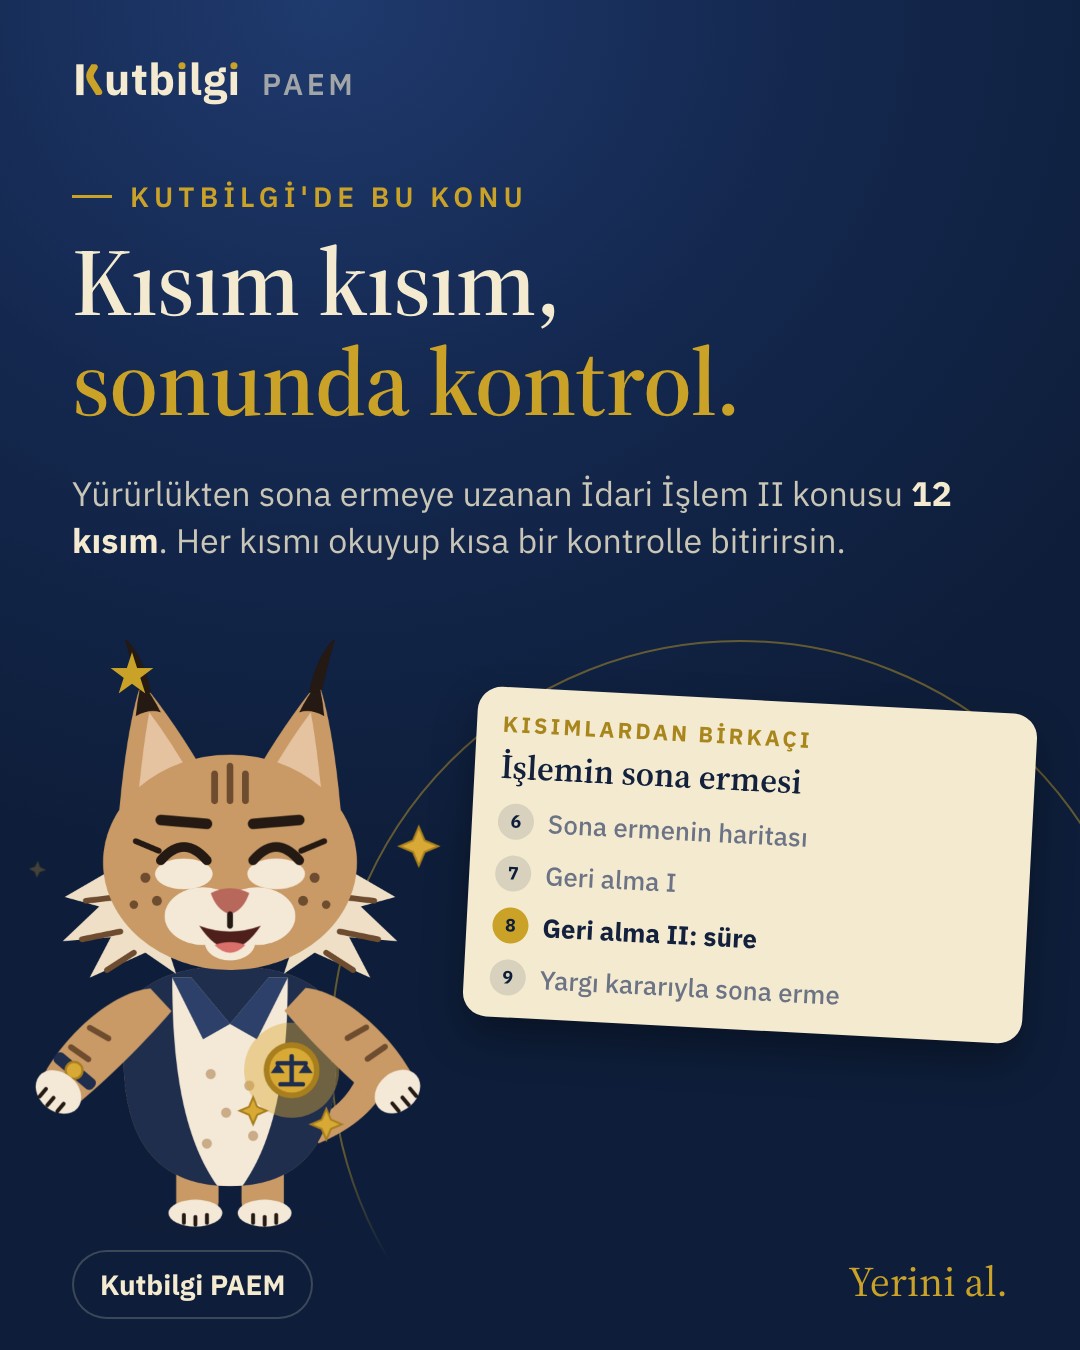 Kutbilgi PAEM
KUTBİLGİ'DE BU KONU
Kısım kısım,
sonunda kontrol.
Yürürlükten sona ermeye uzanan İdari İşlem II konusu 12
kısım. Her kısmı okuyup kısa bir kontrolle bitirirsin.
KISIMLARDAN BİRKAÇI
İşlemin sona ermesi
6 Sona ermenin haritası
7 Geri alma I
8 Geri alma II: süre
9 Yargı kararıyla sona erme
Kutbilgi PAEM
Yerini al.